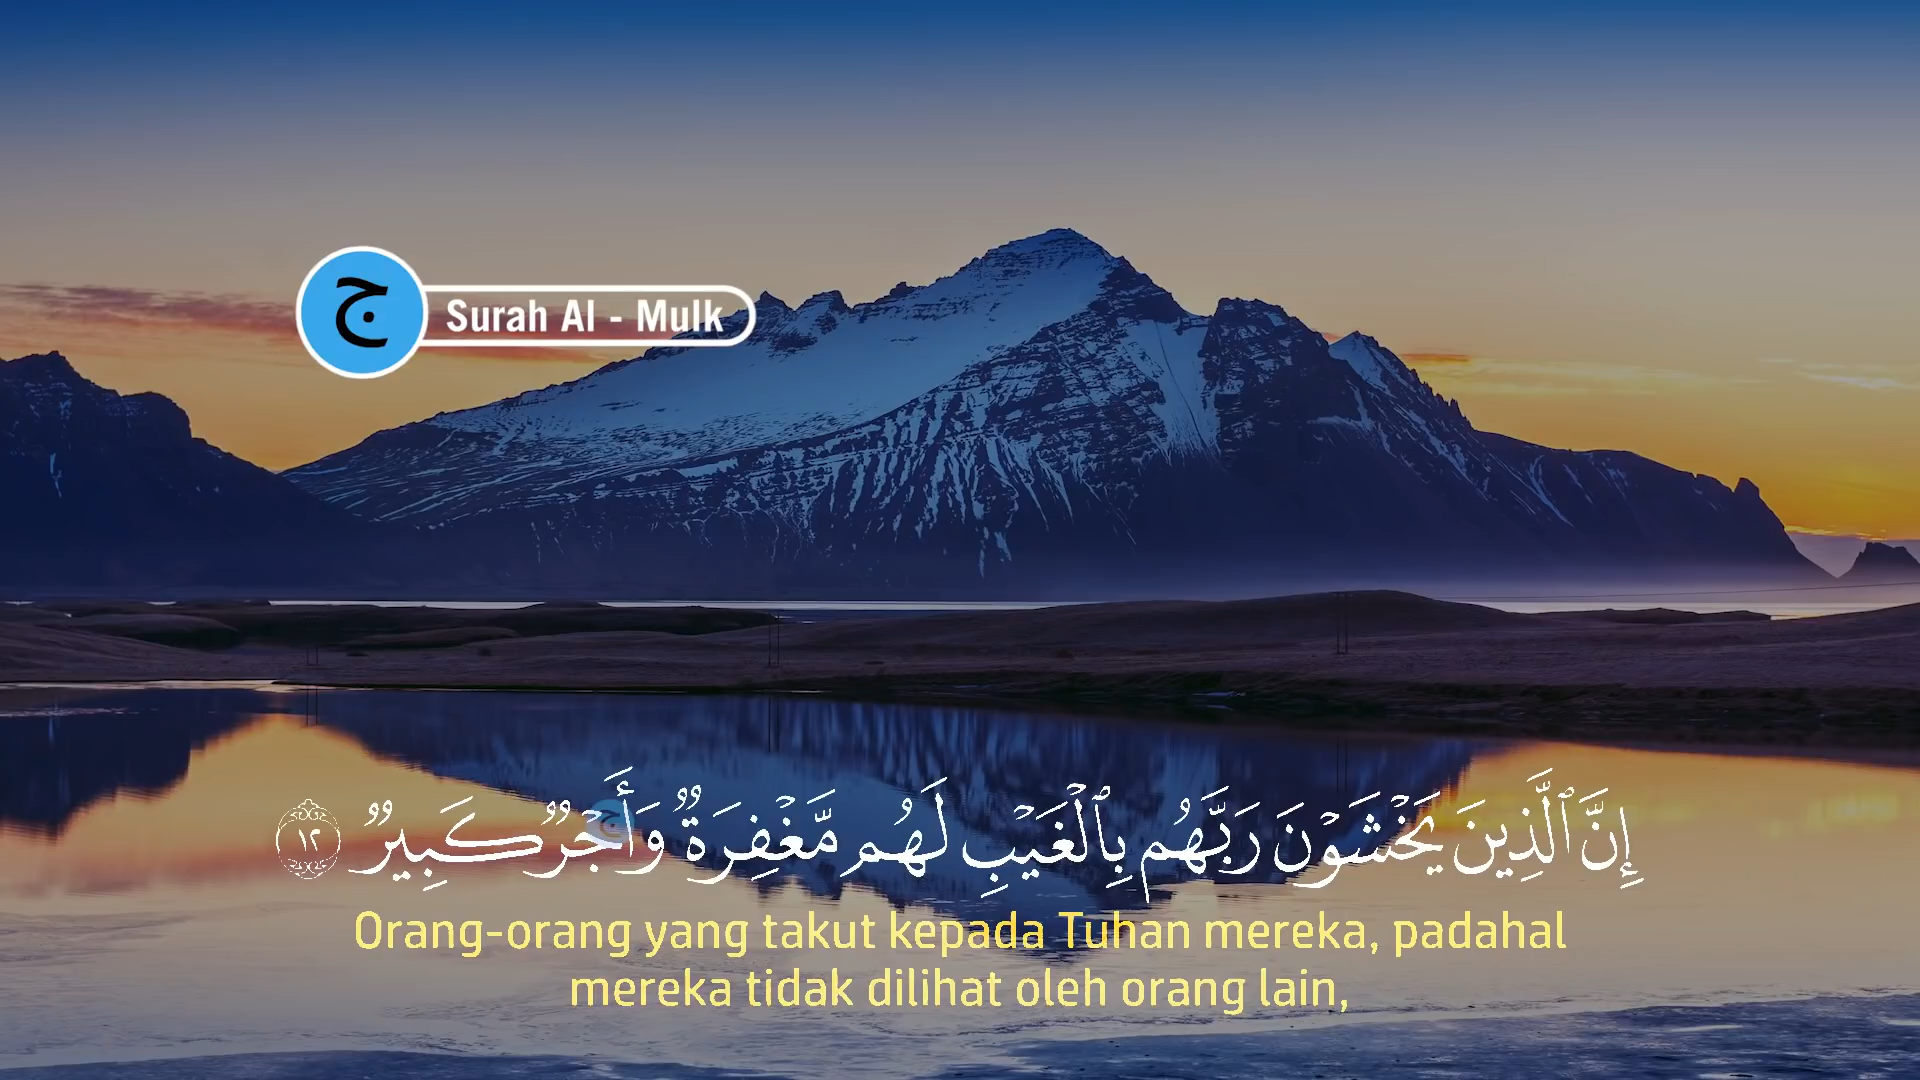 ج
Surah Al - Mulk
إِنَّ ٱلَّذِينَ يَخْشَوْنَ رَبَّهُم بِٱلْغَيْبِ لَهُم مَّغْفِرَةٌ وَأَجْرٌ كَبِيرٌ ١٢
Orang-orang yang takut kepada Tuhan mereka, padahal
mereka tidak dilihat oleh orang lain,